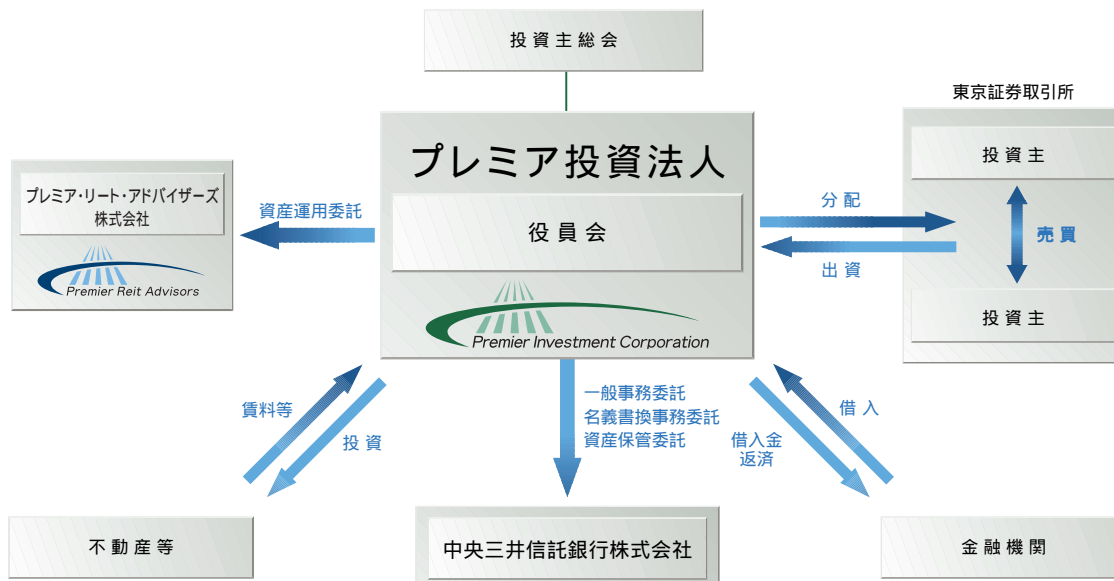 投資主総会
東京証券取引所
プレミア投資法人
投資主
プレミア・リート・アドバイザーズ
株式会社
資産運用委託
役員会
分配
売買
出資
Premier Reit Advisors
投資主
Premier Investment Corporation
賃料等
投資
一般事務委託
名義書換事務委託
資産保管委託
借入
借入金
返済
不動産等
中央三井信託銀行株式会社
金融機関